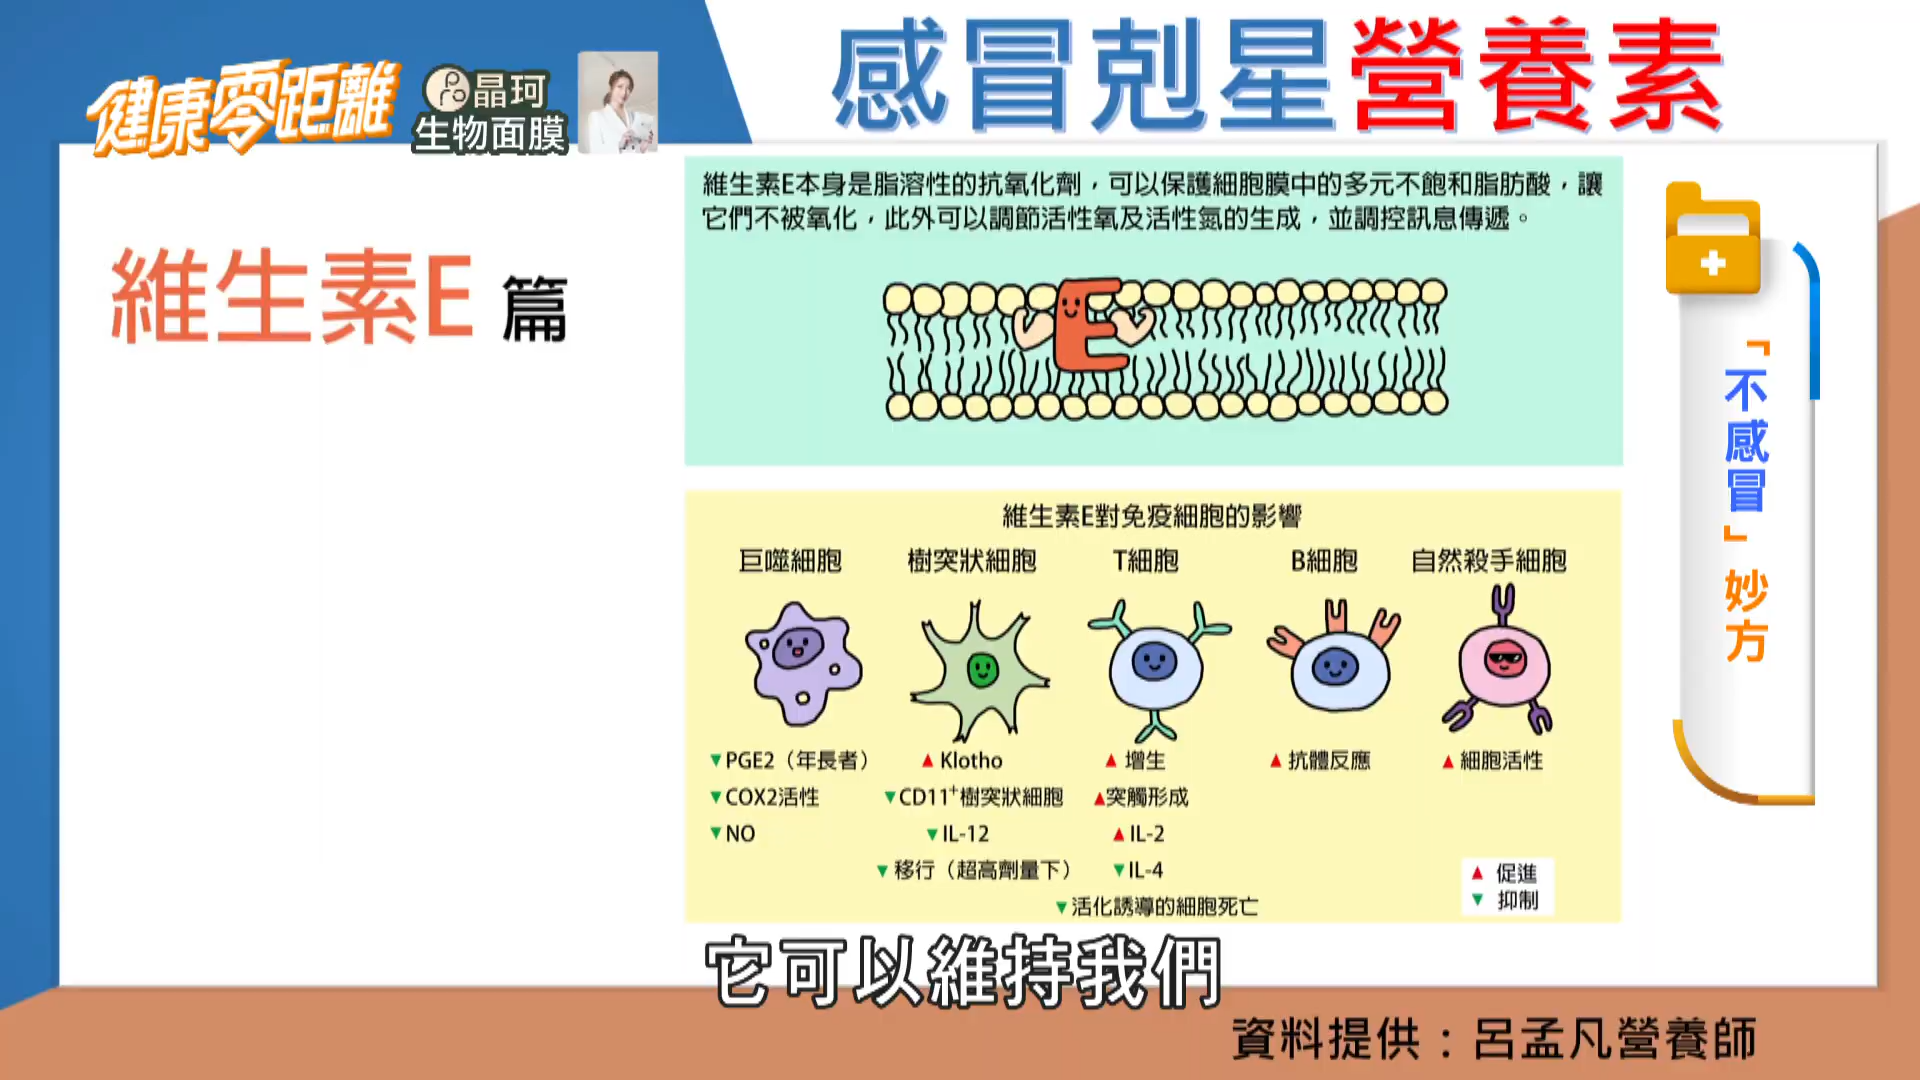 健康零距離
Pro 晶珂
生物面膜
感冒剋星營養素
維生素E 篇
維生素E本身是脂溶性的抗氧化劑，可以保護細胞膜中的多元不飽和脂肪酸，讓
它們不被氧化，此外可以調節活性氧及活性氮的生成，並調控訊息傳遞。
E
維生素E對免疫細胞的影響
巨噬細胞 樹突狀細胞 T細胞 B細胞 自然殺手細胞
▼PGE2（年長者） ▲Klotho ▲增生 ▲抗體反應 ▲細胞活性
▼COX2活性 ▼CD11⁺樹突狀細胞 ▲突觸形成
▼NO ▼IL-12 ▲IL-2
▼移行（超高劑量下） ▼IL-4
▼活化誘導的細胞死亡
▲ 促進
▼ 抑制
「不感冒」妙方
它可以維持我們
資料提供：呂孟凡營養師